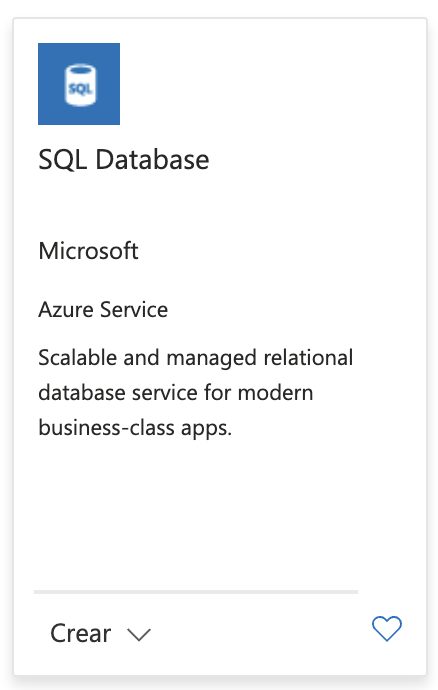 SQL
SQL Database
Microsoft
Azure Service
Scalable and managed relational
database service for modern
business-class apps.
Crear